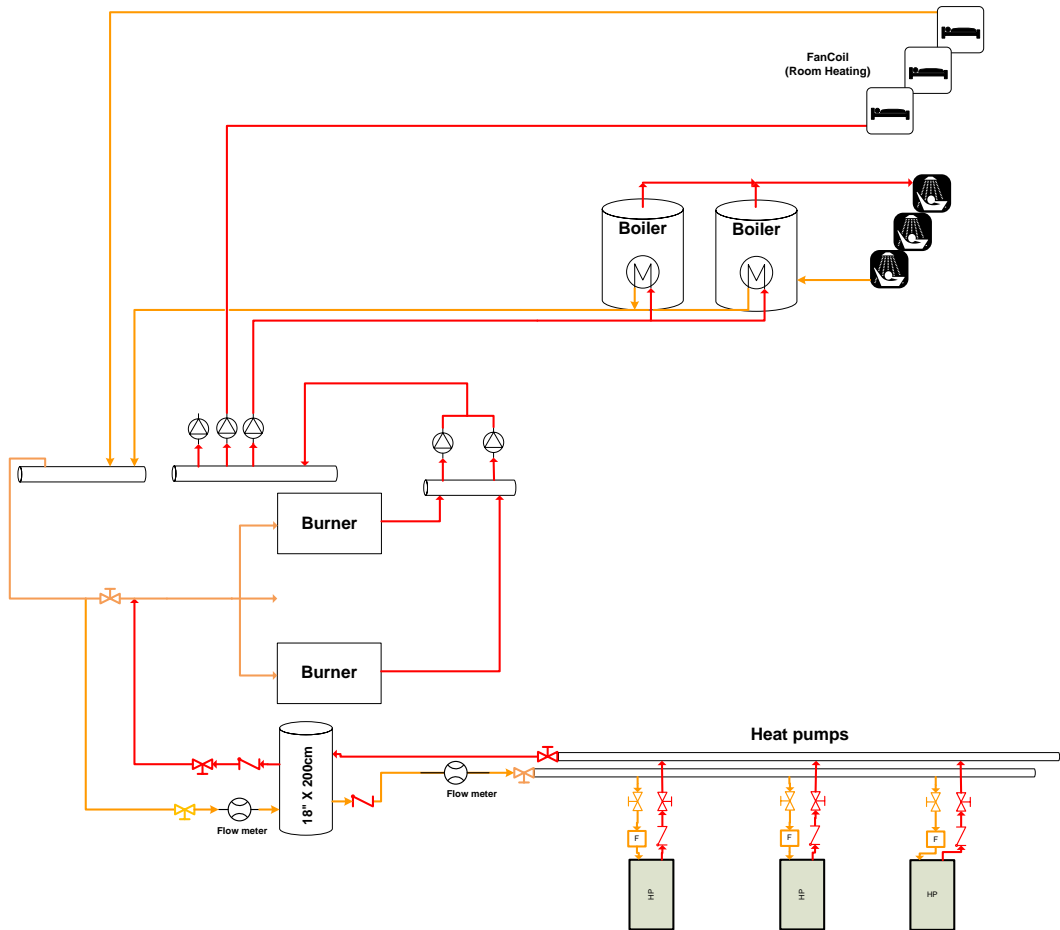 FanCoil
(Room Heating)
Boiler
Boiler
M
M
Burner
Burner
Heat pumps
18" X 200cm
Flow meter
Flow meter
F
F
F
HP
HP
HP